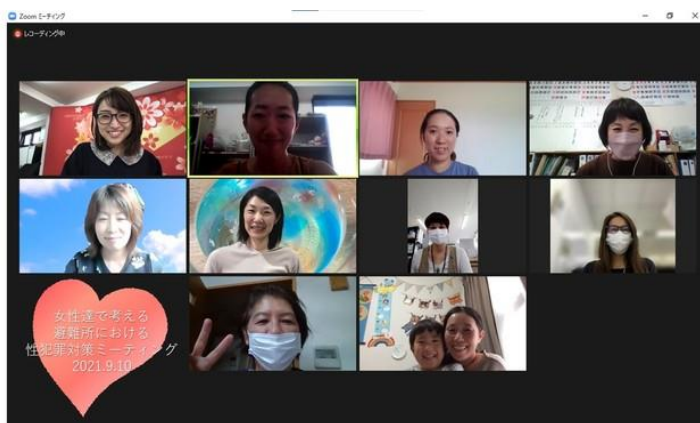 Zoom ミーティング
レコーディング中
女性達で考える
避難所における
性犯罪対策ミーティング
2021.9.10